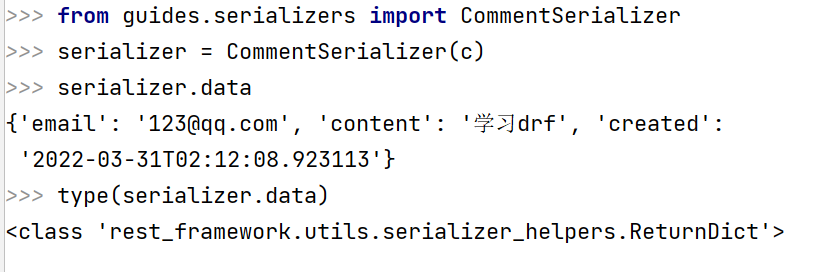 >>> from guides.serializers import CommentSerializer
>>> serializer = CommentSerializer(c)
>>> serializer.data
{'email': '123@qq.com', 'content': '学习drf', 'created':
 '2022-03-31T02:12:08.923113'}
>>> type(serializer.data)
<class 'rest_framework.utils.serializer_helpers.ReturnDict'>